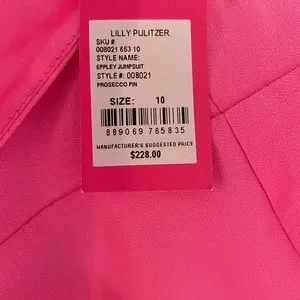 LILLY PULITZER
SKU #
008021 653 10
STYLE NAME:
EPPLEY JUMPSUIT
STYLE #: 008021
PROSECCO PIN
SIZE: 10
889069 765835
MANUFACTURER'S SUGGESTED PRICE
$228.00